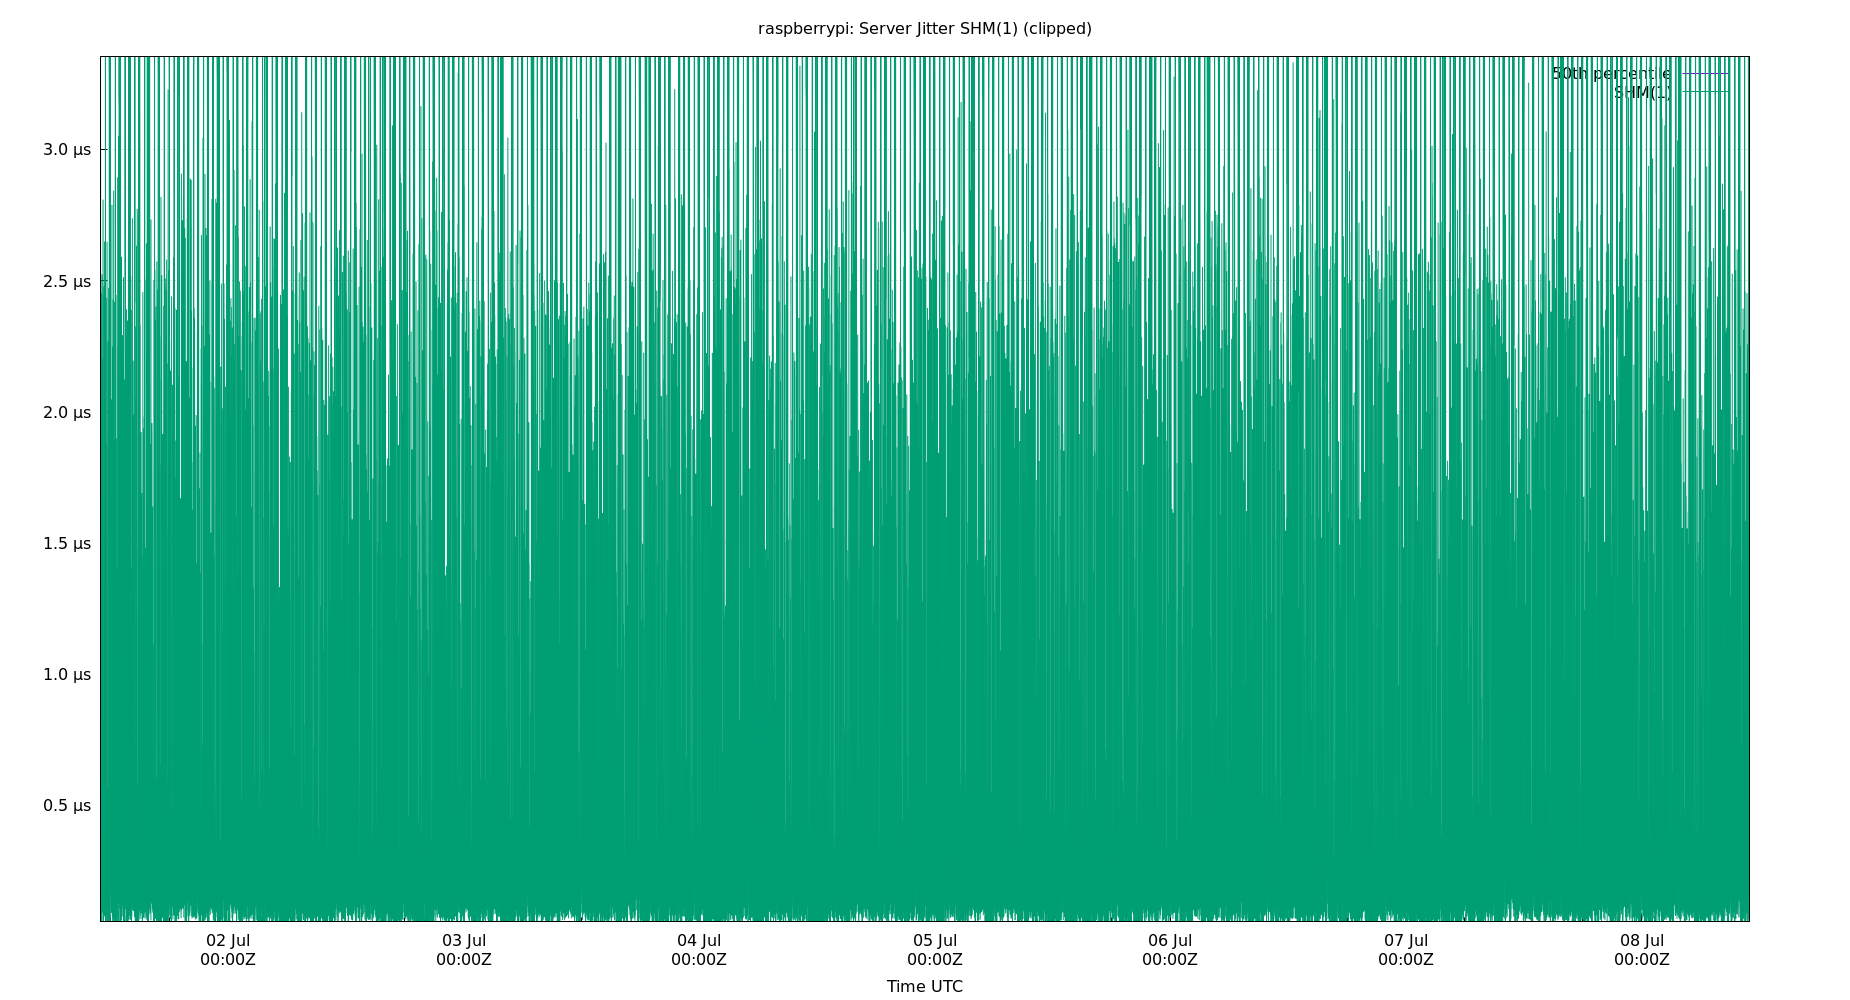 raspberrypi: Server Jitter SHM(1) (clipped)
50th percentile
SHM(1)
3.0 µs
2.5 µs
2.0 µs
1.5 µs
1.0 µs
0.5 µs
02 Jul 03 Jul 04 Jul 05 Jul 06 Jul 07 Jul 08 Jul
00:00Z 00:00Z 00:00Z 00:00Z 00:00Z 00:00Z 00:00Z
Time UTC